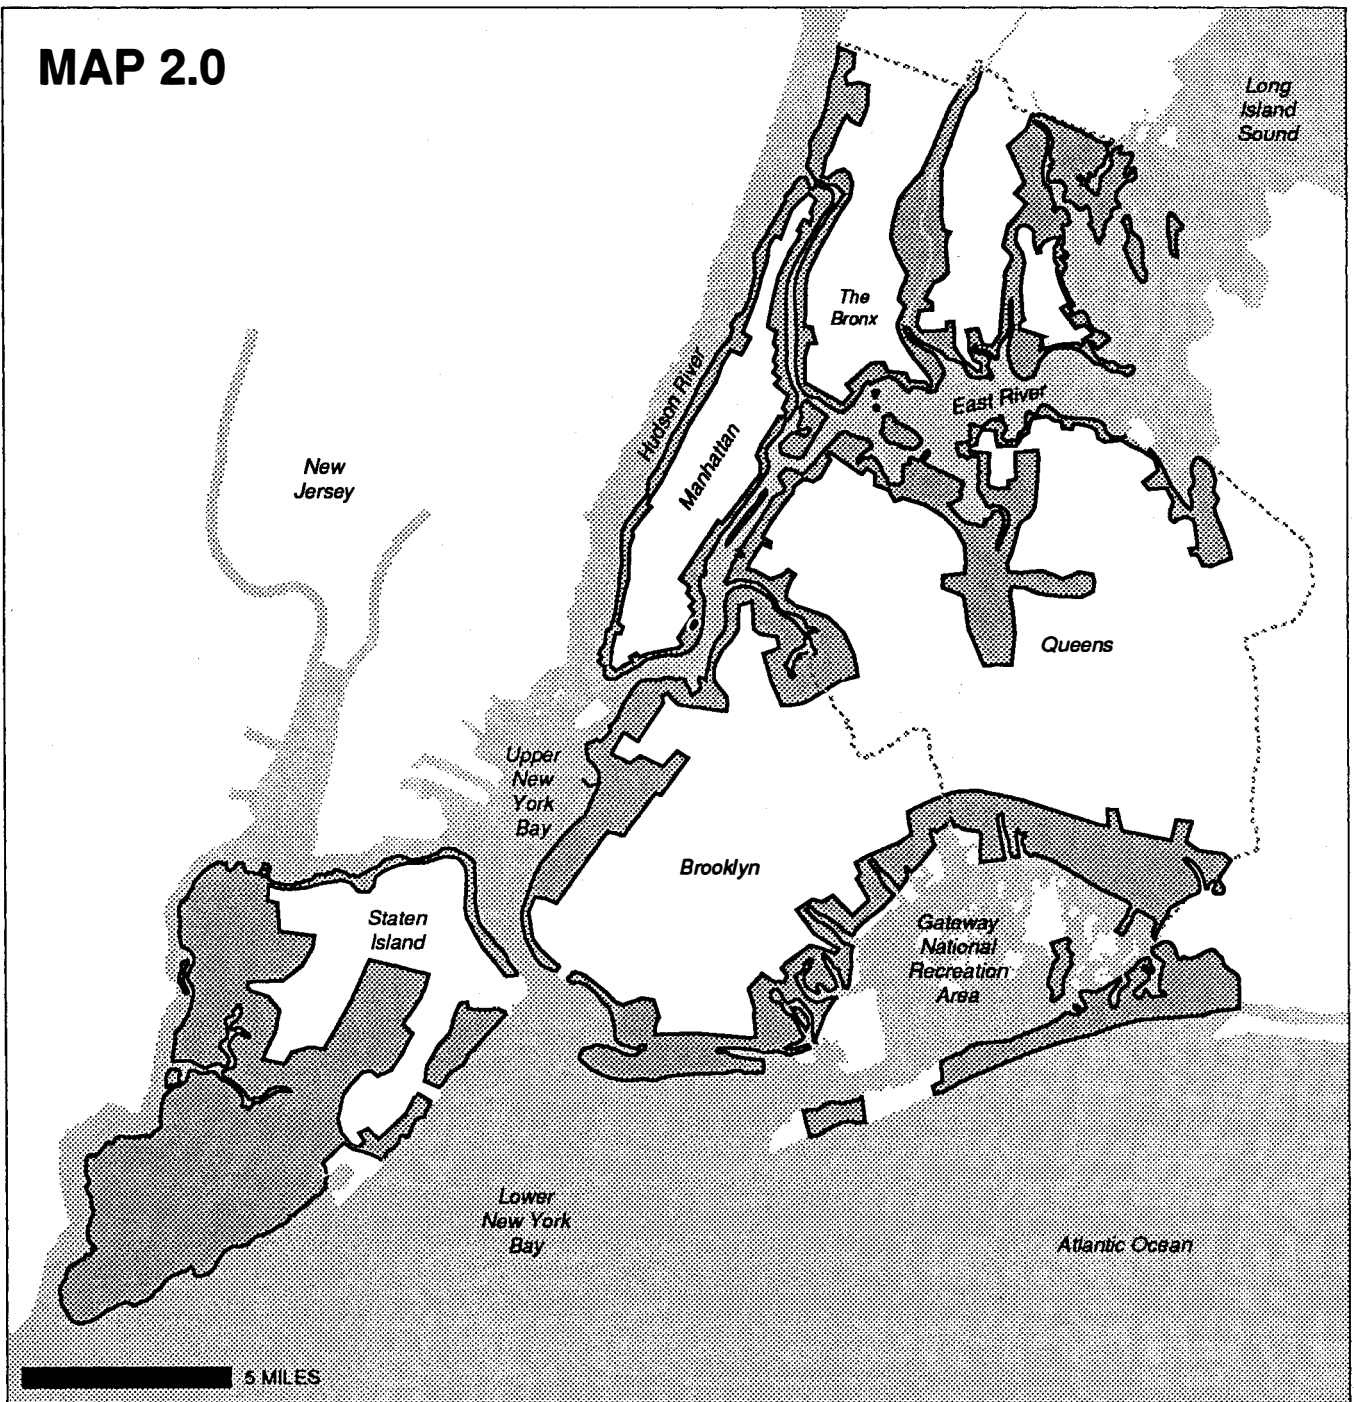 MAP 2.0
Long
Island
Sound
The
Bronx
Hudson River
East River
Manhattan
New
Jersey
Queens
Upper
New
York
Bay
Brooklyn
Staten
Island
Gateway
National
Recreation
Area
Lower
New York
Bay
Atlantic Ocean
5 MILES